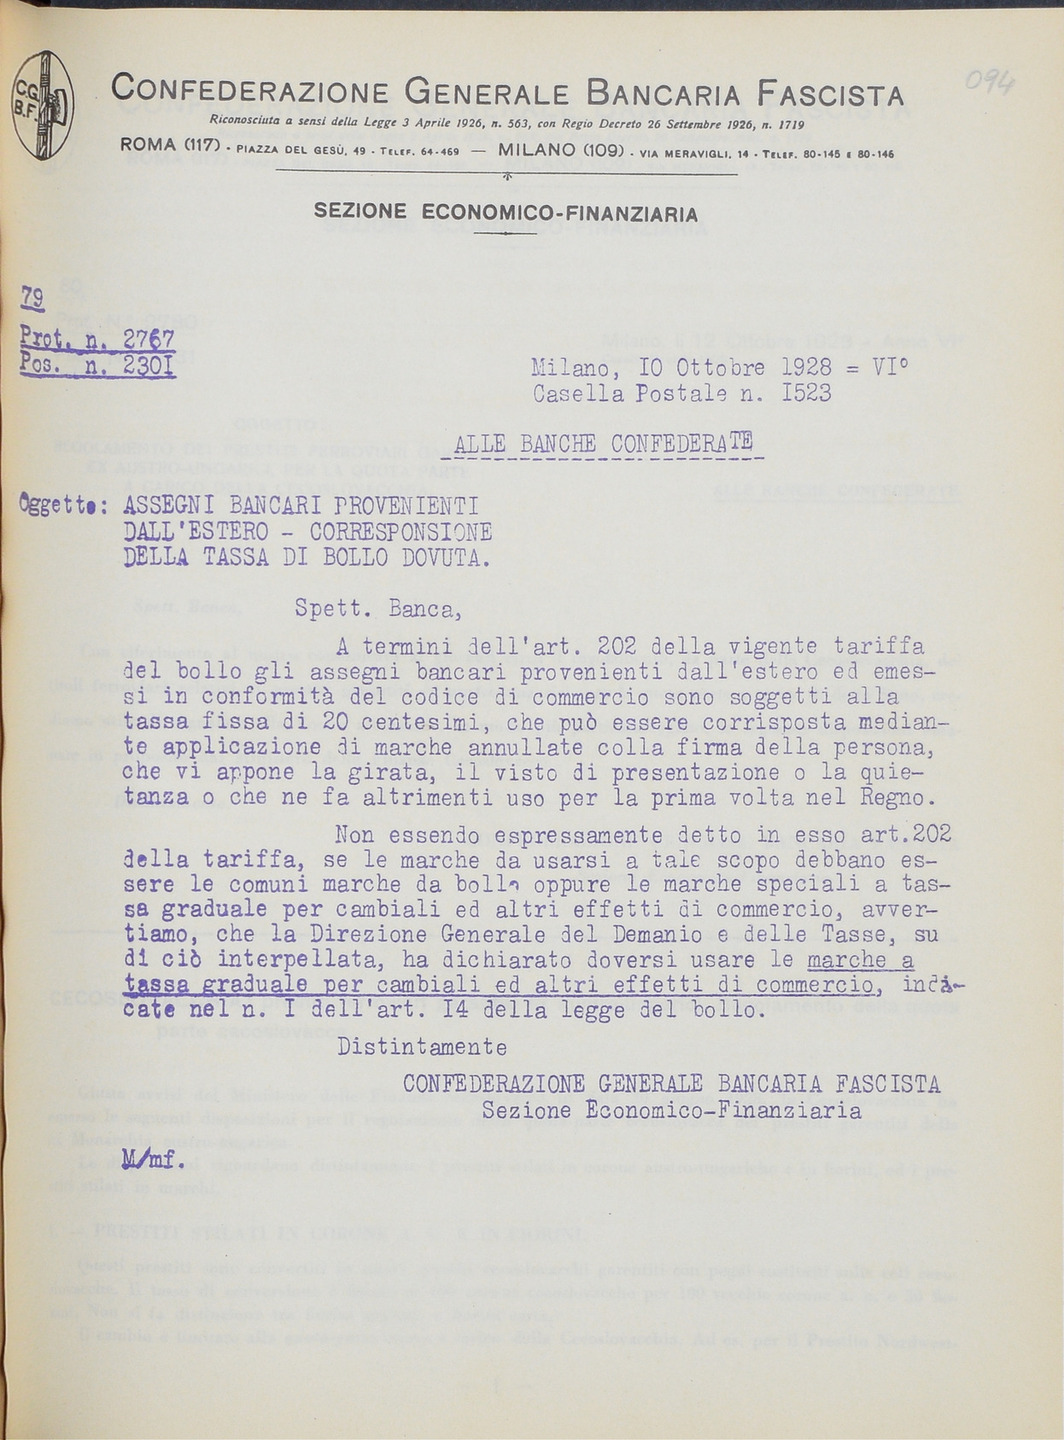 C.G.
B.F.
094
CONFEDERAZIONE GENERALE BANCARIA FASCISTA
Riconosciuta a sensi della Legge 3 Aprile 1926, n. 563, con Regio Decreto 26 Settembre 1926, n. 1719
ROMA (117) - PIAZZA DEL GESÙ, 49 - TELEF. 64-469 — MILANO (109) - VIA MERAVIGLI, 14 - TELEF. 80-145 E 80-146
SEZIONE ECONOMICO-FINANZIARIA
79
Prot. n. 2767
Pos. n. 230I
Milano, IO Ottobre 1928 = VI°
Casella Postale n. I523
ALLE BANCHE CONFEDERATE
Oggetto: ASSEGNI BANCARI PROVENIENTI
DALL'ESTERO - CORRESPONSIONE
DELLA TASSA DI BOLLO DOVUTA.
Spett. Banca,
A termini dell'art. 202 della vigente tariffa
del bollo gli assegni bancari provenienti dall'estero ed emes-
si in conformità del codice di commercio sono soggetti alla
tassa fissa di 20 centesimi, che può essere corrisposta median-
te applicazione di marche annullate colla firma della persona,
che vi appone la girata, il visto di presentazione o la quie-
tanza o che ne fa altrimenti uso per la prima volta nel Regno.
Non essendo espressamente detto in esso art.202
della tariffa, se le marche da usarsi a tale scopo debbano es-
sere le comuni marche da bollo oppure le marche speciali a tas-
sa graduale per cambiali ed altri effetti di commercio, avver-
tiamo, che la Direzione Generale del Demanio e delle Tasse, su
di ciò interpellata, ha dichiarato doversi usare le marche a
tassa graduale per cambiali ed altri effetti di commercio, indi-
cate nel n. I dell'art. I4 della legge del bollo.
Distintamente
CONFEDERAZIONE GENERALE BANCARIA FASCISTA
Sezione Economico-Finanziaria
M/mf.